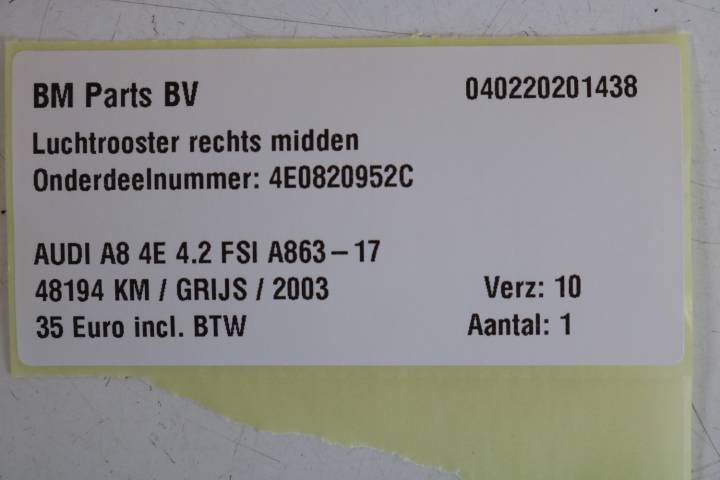 BM Parts BV 040220201438
Luchtrooster rechts midden
Onderdeelnummer: 4E0820952C
AUDI A8 4E 4.2 FSI A863-17
48194 KM / GRIJS / 2003 Verz: 10
35 Euro incl. BTW Aantal: 1